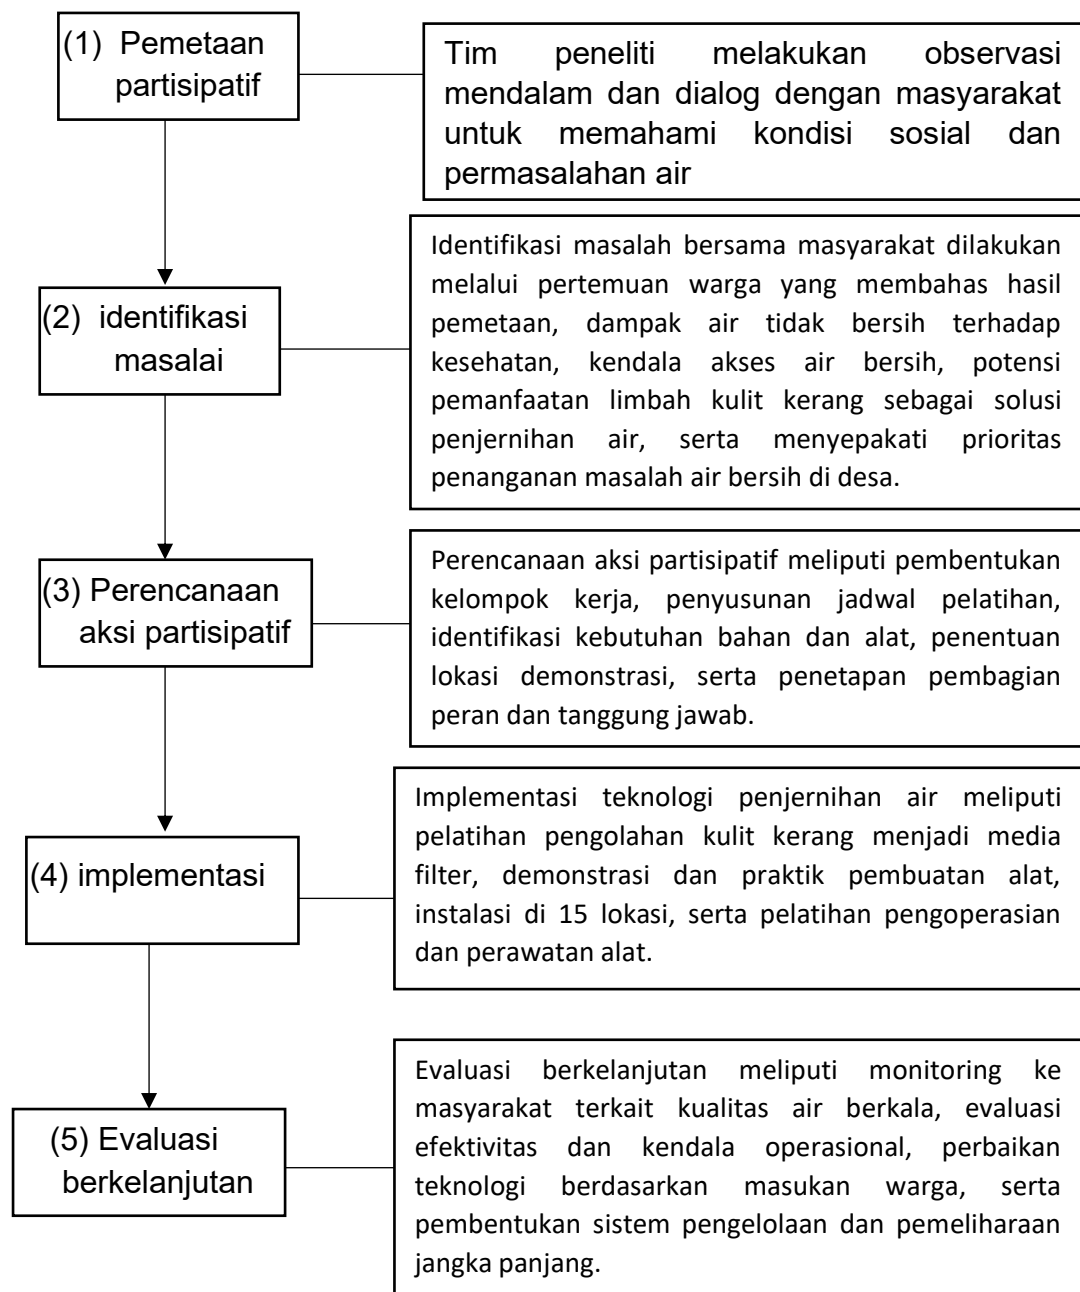 (1) Pemetaan
partisipatif
Tim peneliti melakukan observasi
mendalam dan dialog dengan masyarakat
untuk memahami kondisi sosial dan
permasalahan air
(2) identifikasi
masalai
Identifikasi masalah bersama masyarakat dilakukan
melalui pertemuan warga yang membahas hasil
pemetaan, dampak air tidak bersih terhadap
kesehatan, kendala akses air bersih, potensi
pemanfaatan limbah kulit kerang sebagai solusi
penjernihan air, serta menyepakati prioritas
penanganan masalah air bersih di desa.
(3) Perencanaan
aksi partisipatif
Perencanaan aksi partisipatif meliputi pembentukan
kelompok kerja, penyusunan jadwal pelatihan,
identifikasi kebutuhan bahan dan alat, penentuan
lokasi demonstrasi, serta penetapan pembagian
peran dan tanggung jawab.
(4) implementasi
Implementasi teknologi penjernihan air meliputi
pelatihan pengolahan kulit kerang menjadi media
filter, demonstrasi dan praktik pembuatan alat,
instalasi di 15 lokasi, serta pelatihan pengoperasian
dan perawatan alat.
(5) Evaluasi
berkelanjutan
Evaluasi berkelanjutan meliputi monitoring ke
masyarakat terkait kualitas air berkala, evaluasi
efektivitas dan kendala operasional, perbaikan
teknologi berdasarkan masukan warga, serta
pembentukan sistem pengelolaan dan pemeliharaan
jangka panjang.